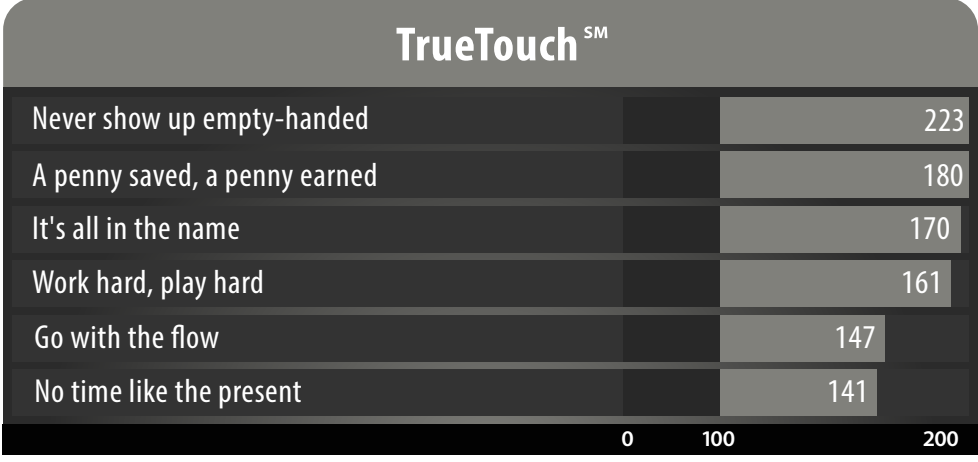 TrueTouch℠
Never show up empty-handed 223
A penny saved, a penny earned 180
It's all in the name 170
Work hard, play hard 161
Go with the flow 147
No time like the present 141
0 100 200